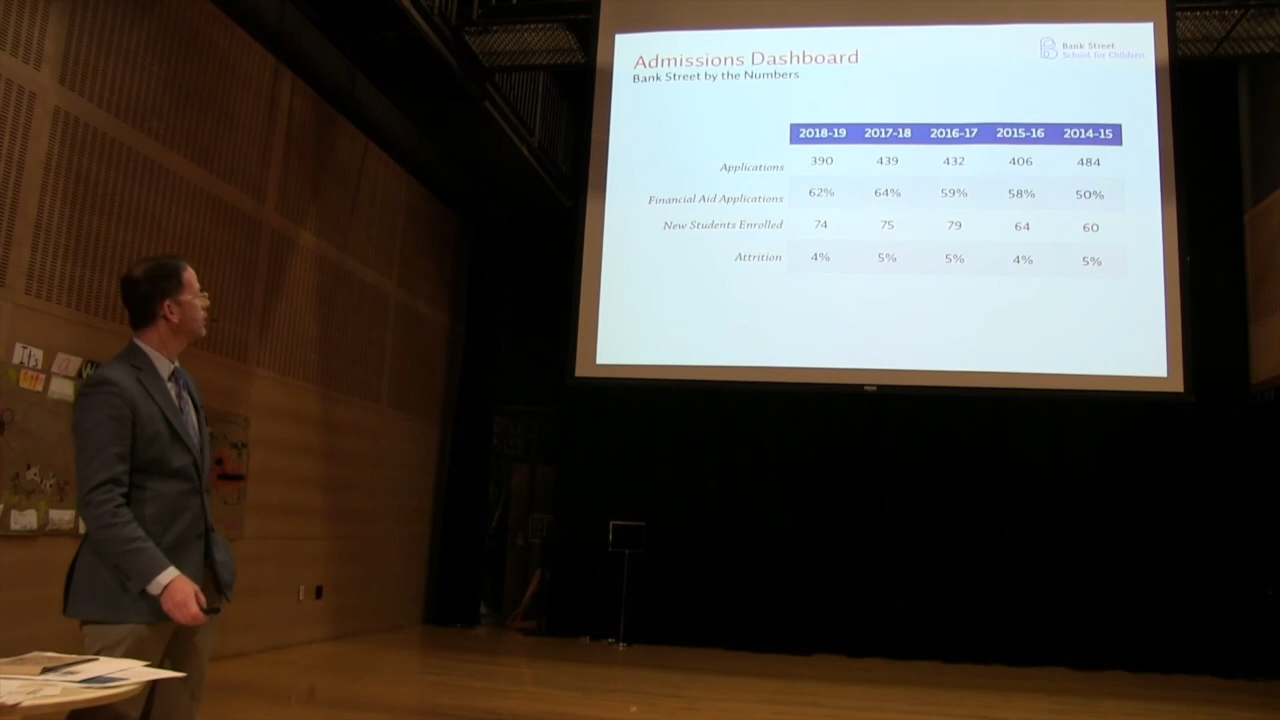 Admissions Dashboard
Bank Street by the Numbers
Bank Street
School for Children
2018-19 2017-18 2016-17 2015-16 2014-15
Applications 390 439 432 406 484
Financial Aid Applications 62% 64% 59% 58% 50%
New Students Enrolled 74 75 79 64 60
Attrition 4% 5% 5% 4% 5%
It's
a